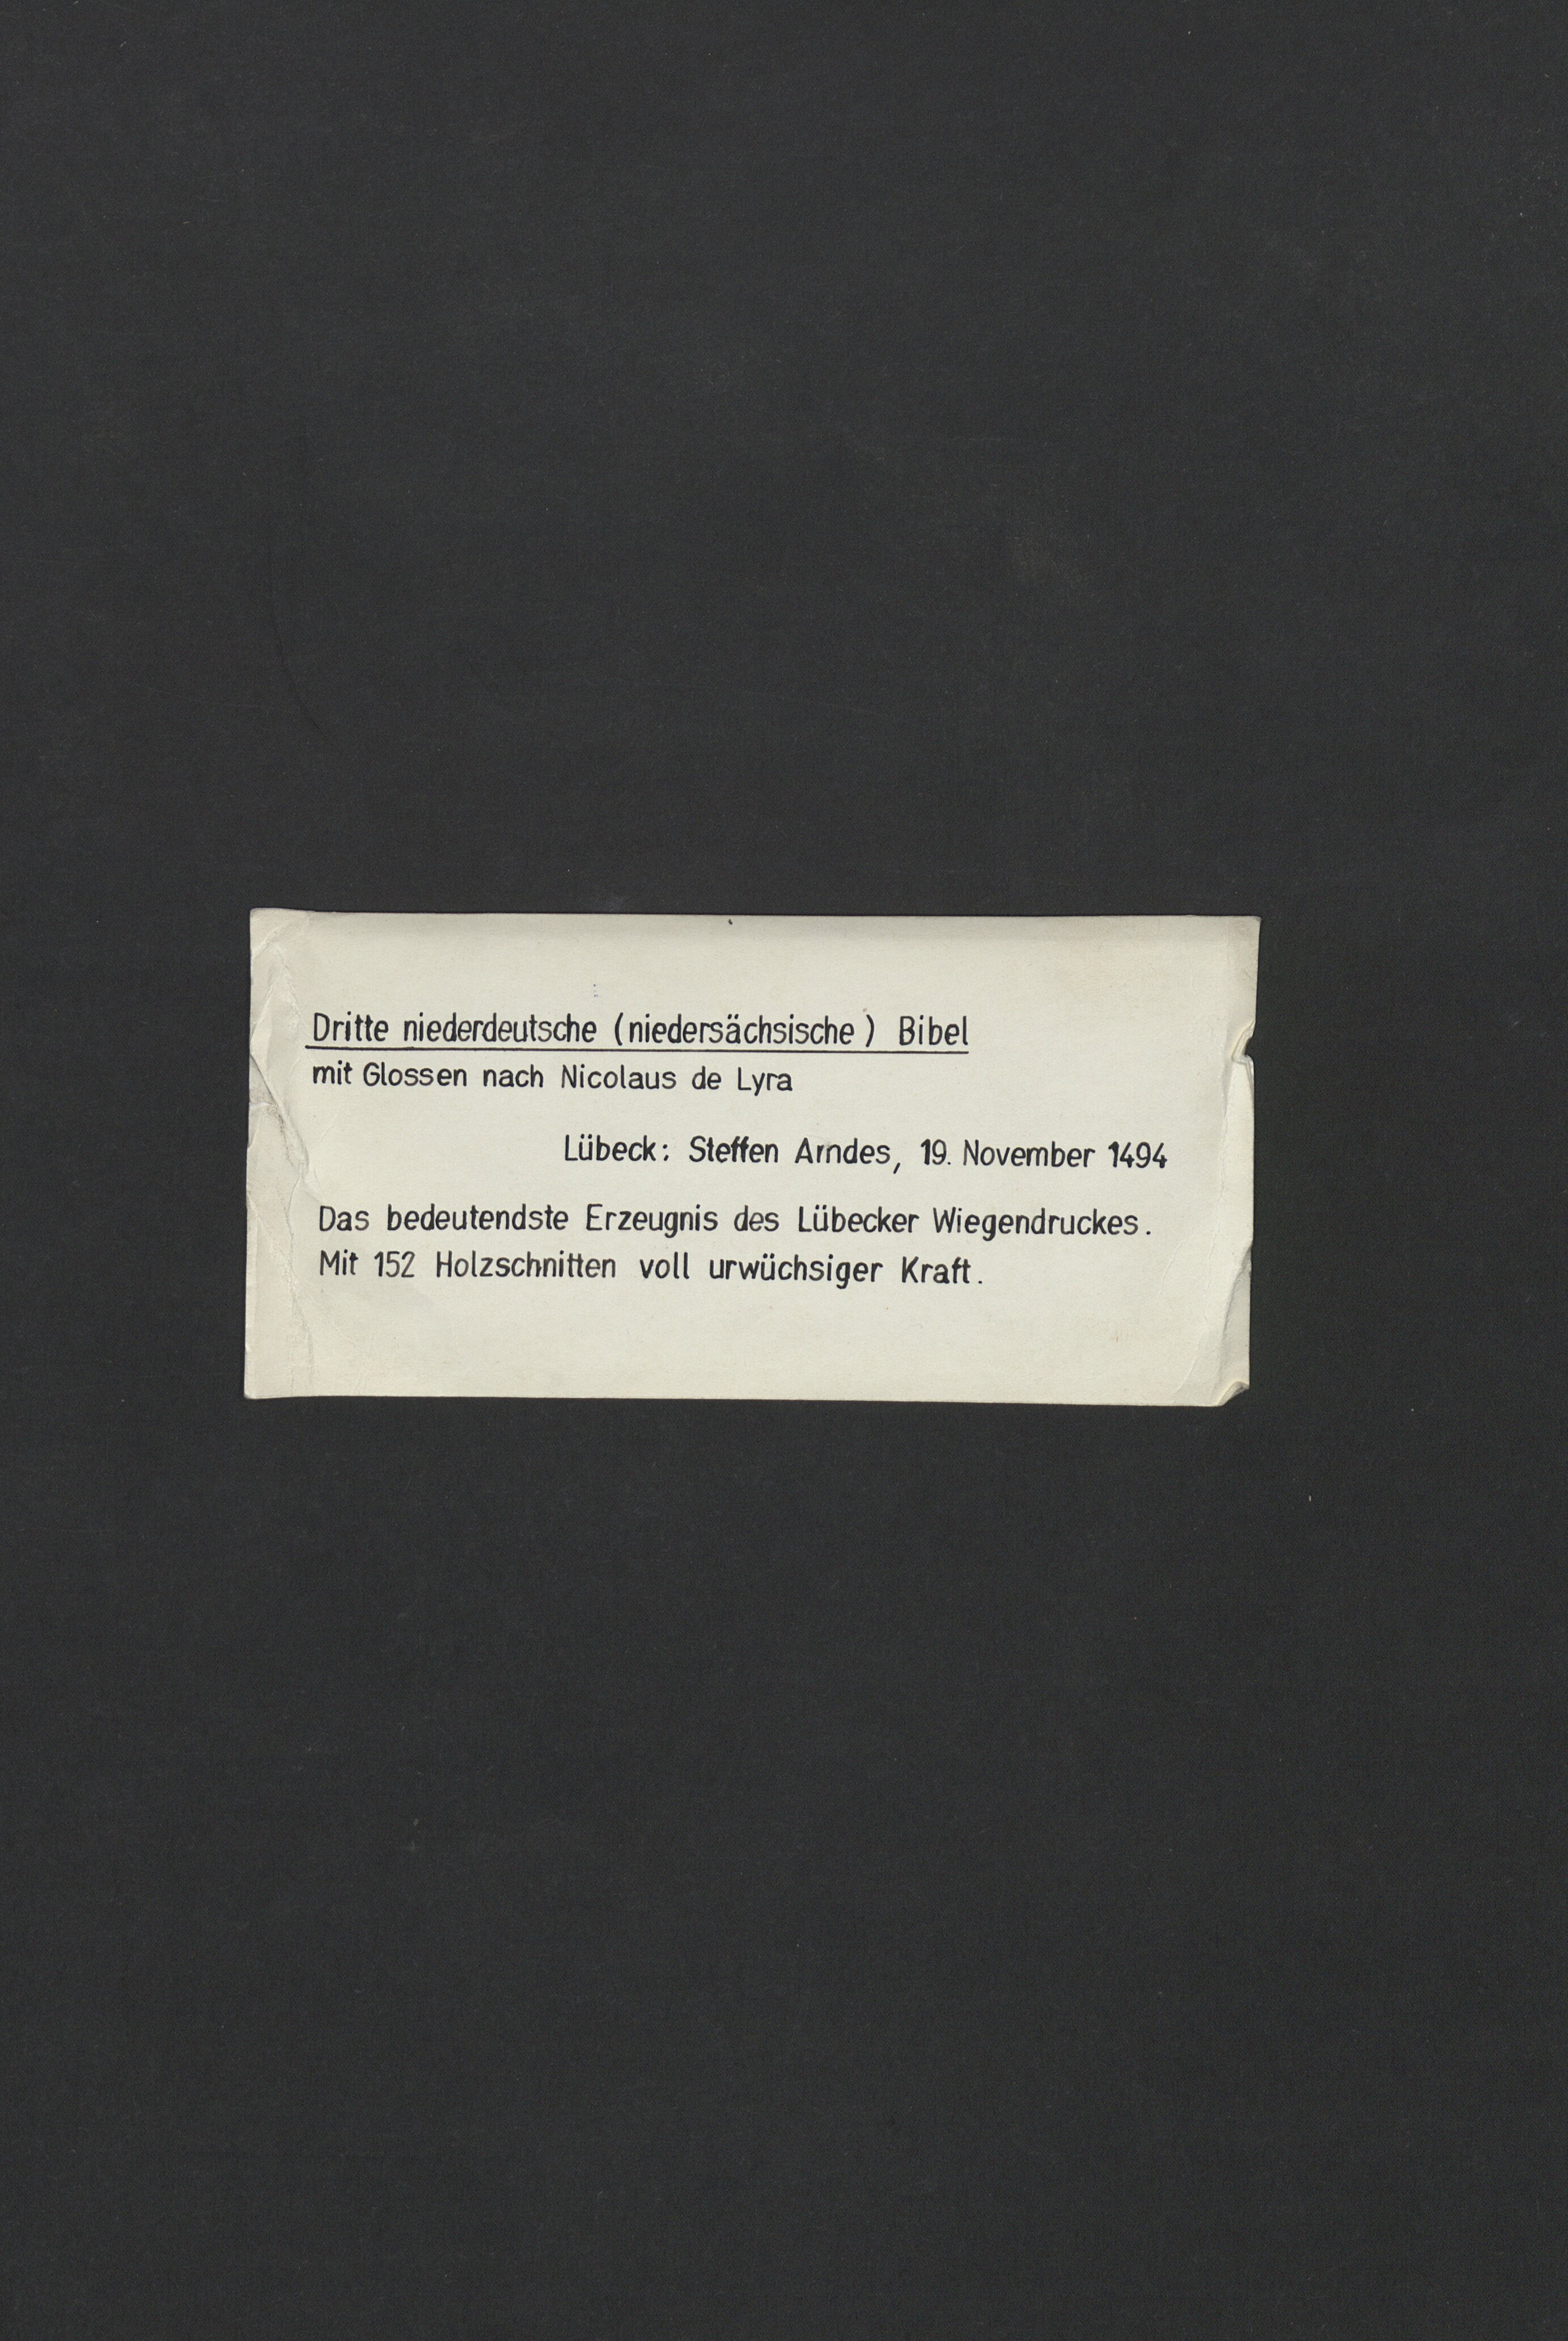 Dritte niederdeutsche (niedersächsische) Bibel
mit Glossen nach Nicolaus de Lyra
Lübeck: Steffen Arndes, 19. November 1494
Das bedeutendste Erzeugnis des Lübecker Wiegendruckes.
Mit 152 Holzschnitten voll urwüchsiger Kraft.